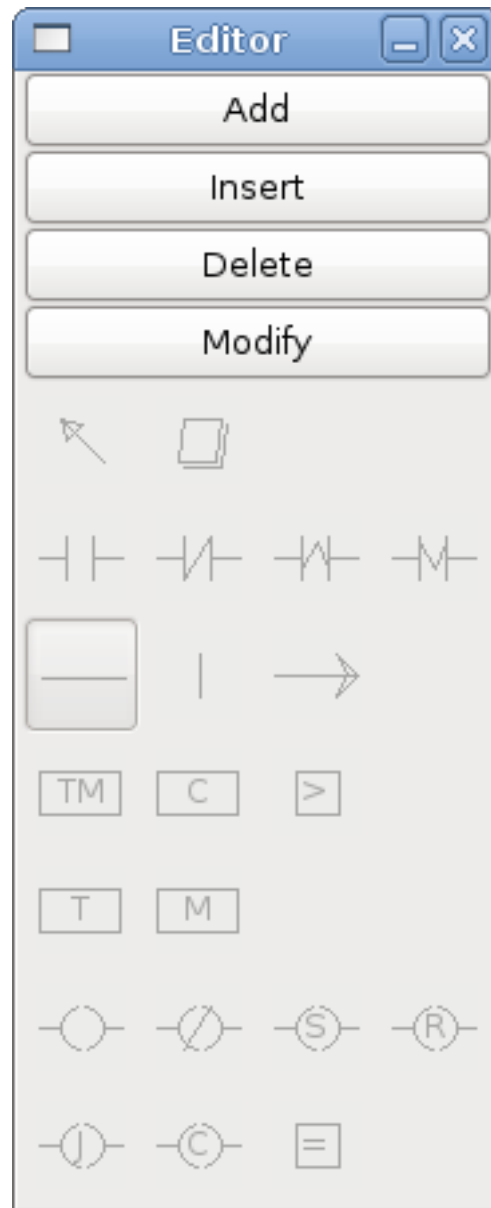 Editor
Add
Insert
Delete
Modify
TM C >
T M
S R
J C =